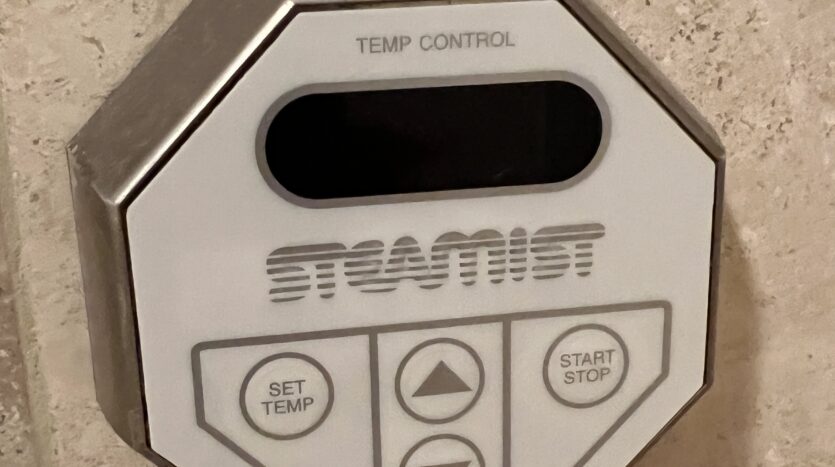 TEMP CONTROL
STEAMIST
SET
TEMP
START
STOP